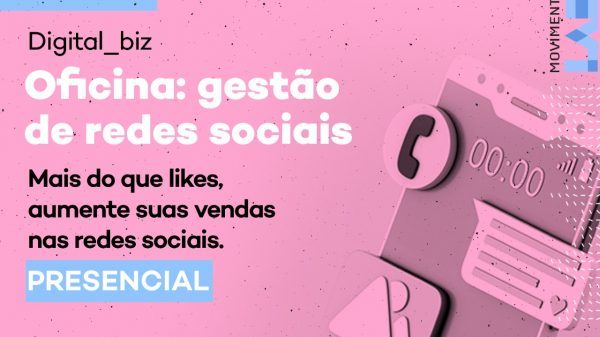 Digital_biz
Oficina: gestão
de redes sociais
Mais do que likes,
aumente suas vendas
nas redes sociais.
PRESENCIAL
00:00